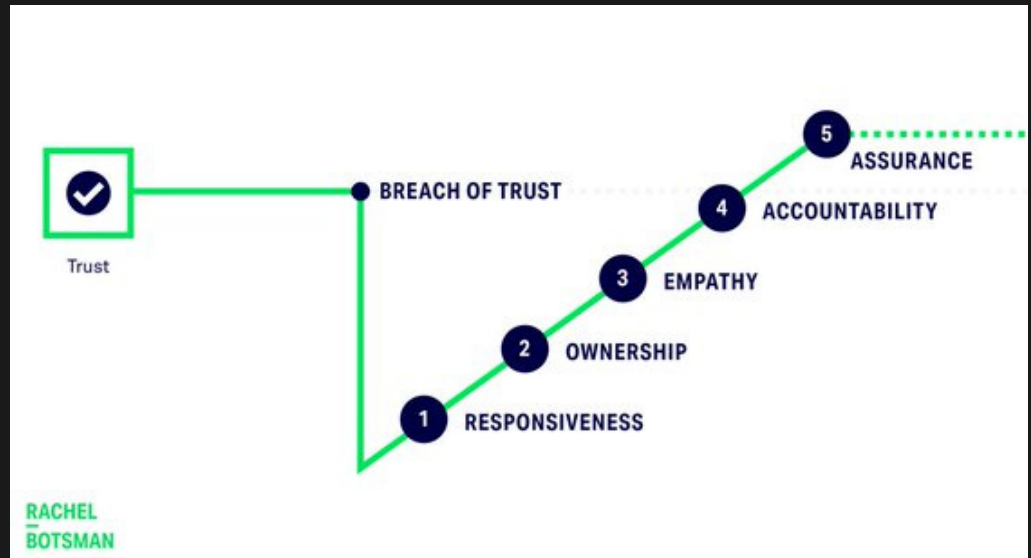 BREACH OF TRUST
Trust
5
ASSURANCE
4
ACCOUNTABILITY
3
EMPATHY
2
OWNERSHIP
1
RESPONSIVENESS
RACHEL
BOTSMAN